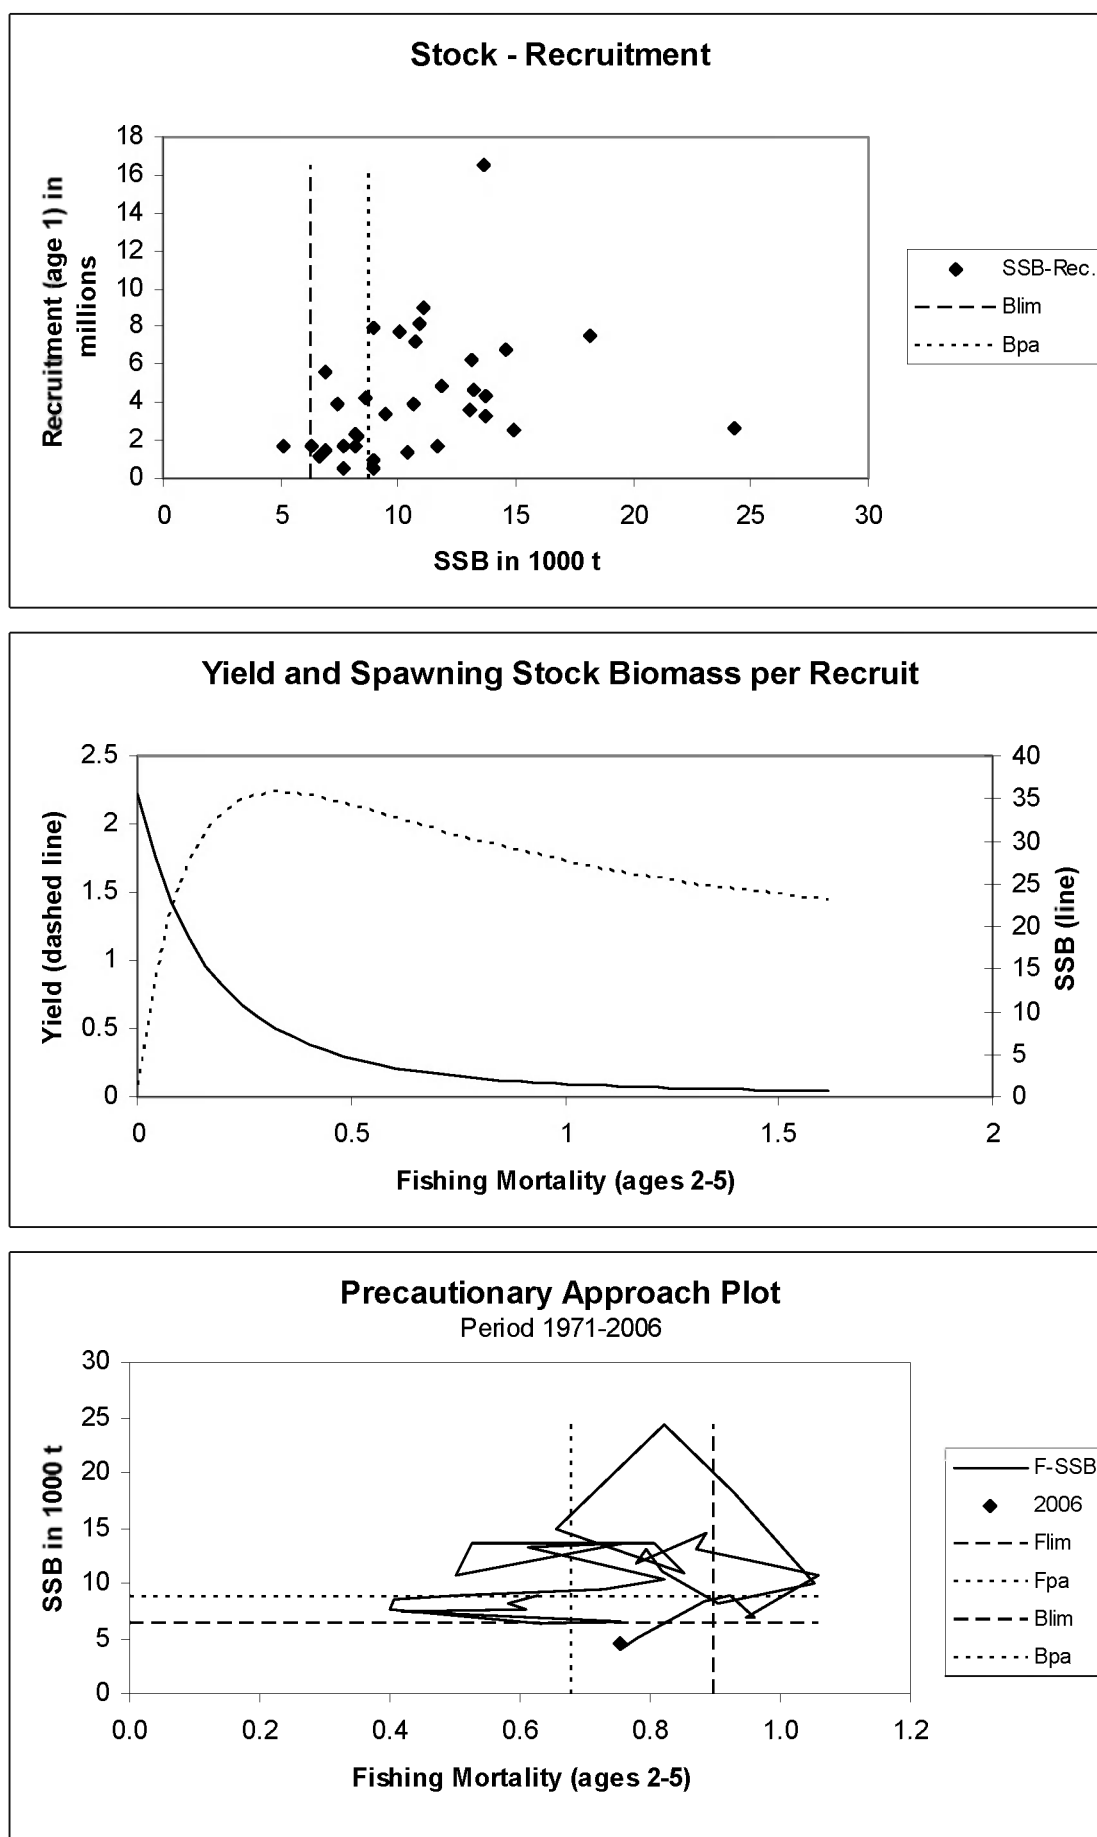 Stock - Recruitment
Recruitment (age 1) in
millions
18
16
14
12
10
8
6
4
2
0
0 5 10 15 20 25 30
SSB in 1000 t
SSB-Rec.
Blim
Bpa
Yield and Spawning Stock Biomass per Recruit
Yield (dashed line)
2.5
2
1.5
1
0.5
0
40
35
30
25
20
15
10
5
0
SSB (line)
0 0.5 1 1.5 2
Fishing Mortality (ages 2-5)
Precautionary Approach Plot
Period 1971-2006
SSB in 1000 t
30
25
20
15
10
5
0
0.0 0.2 0.4 0.6 0.8 1.0 1.2
Fishing Mortality (ages 2-5)
F-SSB
2006
Flim
Fpa
Blim
Bpa